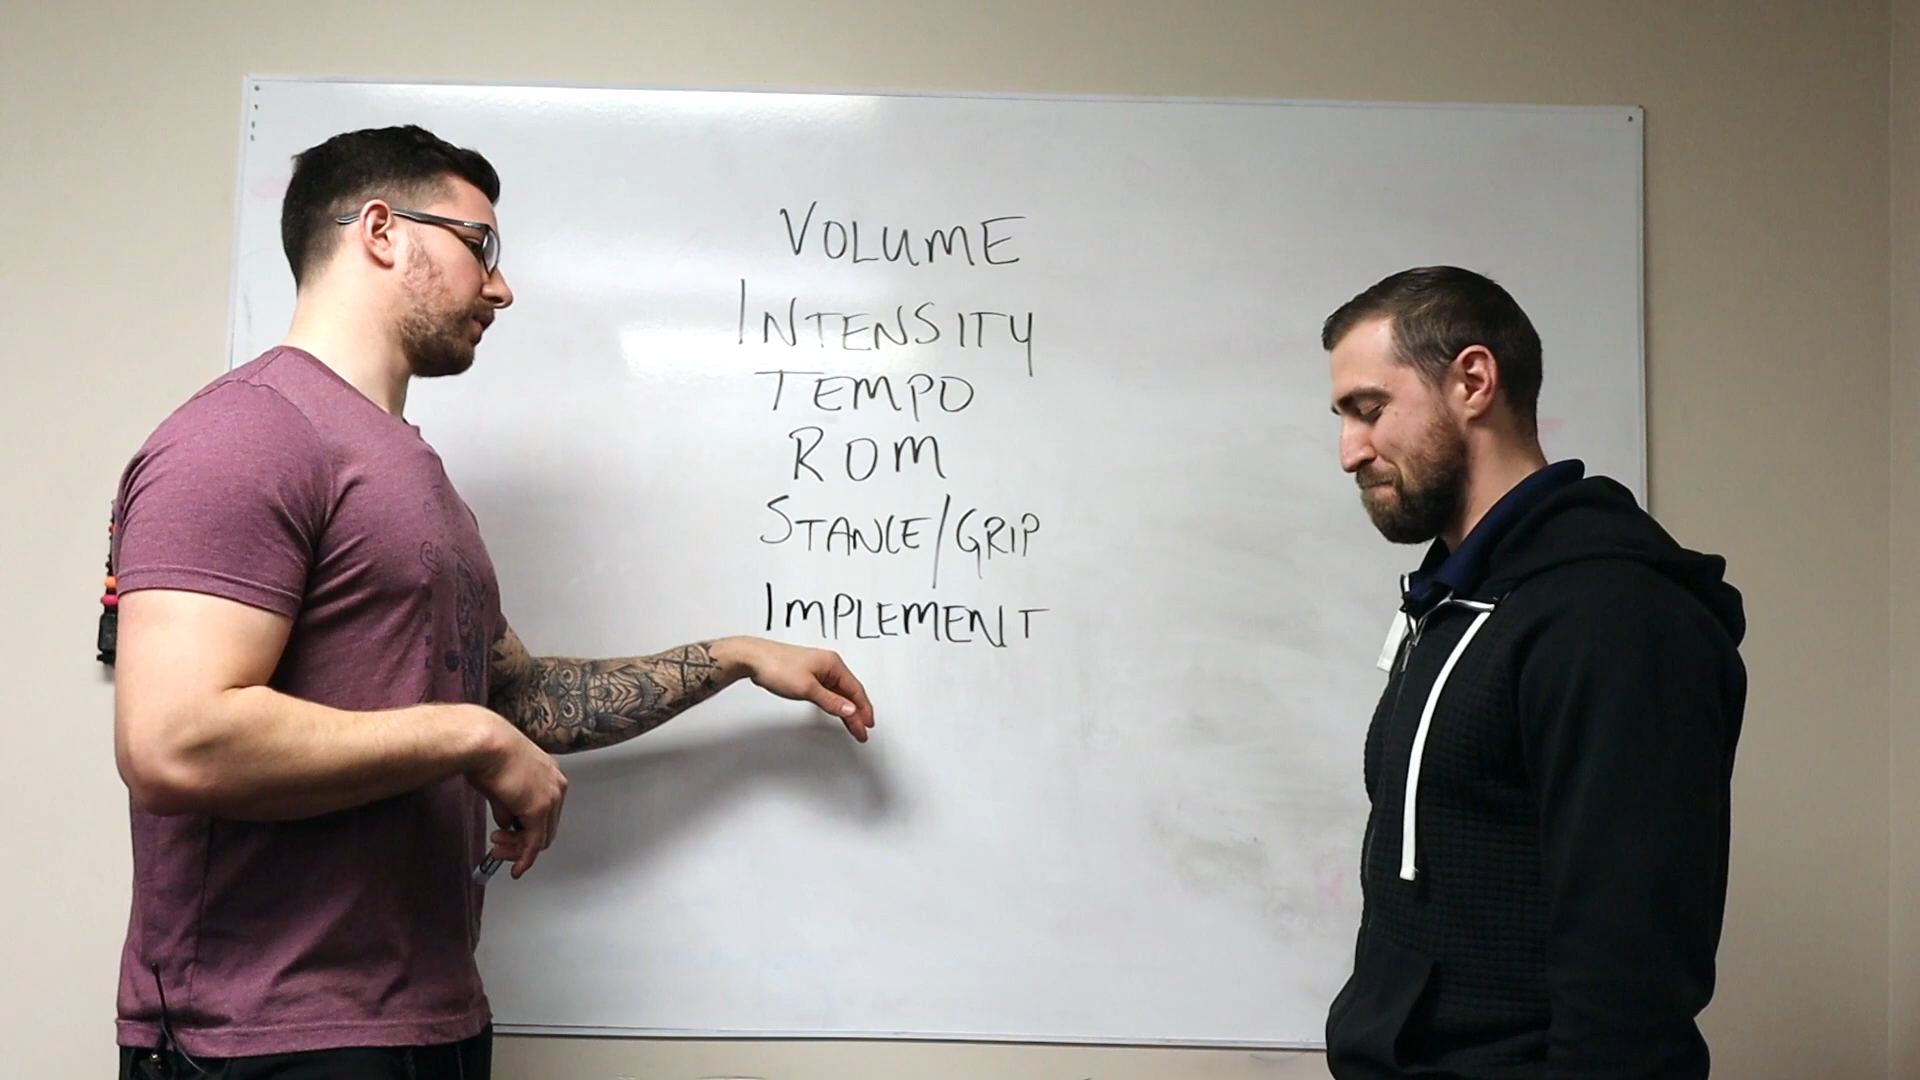 VOLUME
INTENSITY
TEMPO
ROM
STANCE/GRIP
IMPLEMENT